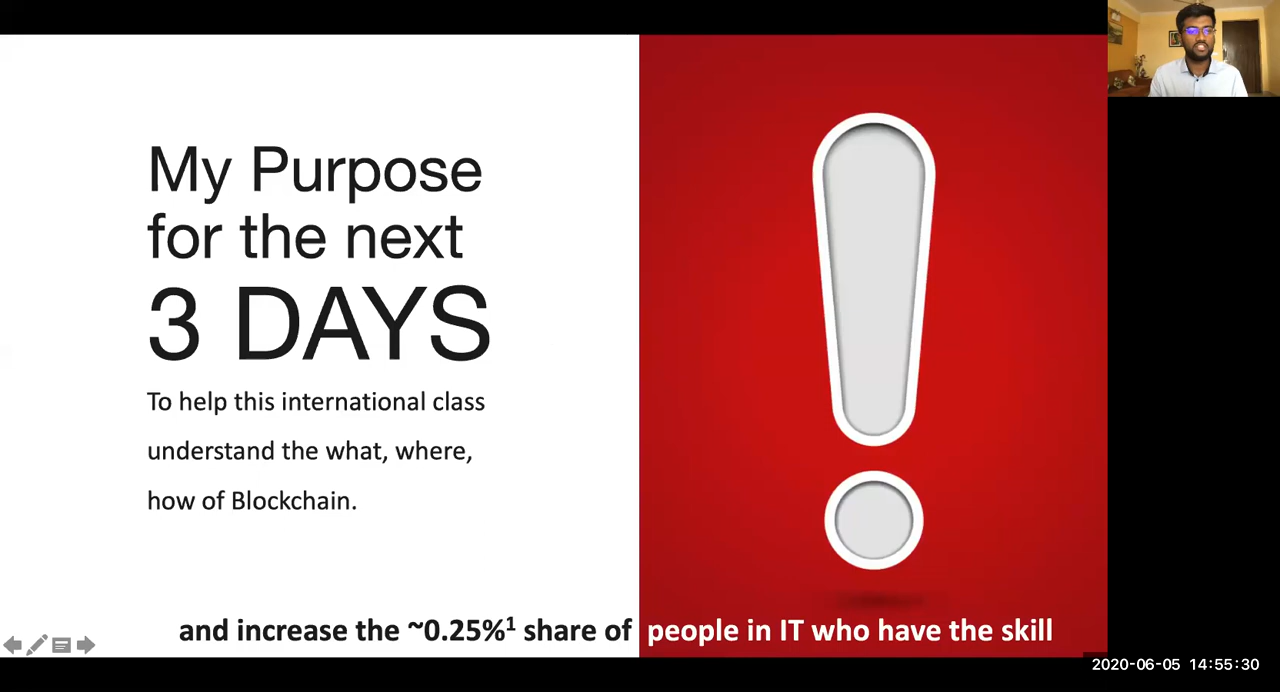 My Purpose
for the next
3 DAYS
To help this international class
understand the what, where,
how of Blockchain.
and increase the ~0.25%¹ share of people in IT who have the skill
2020-06-05 14:55:30